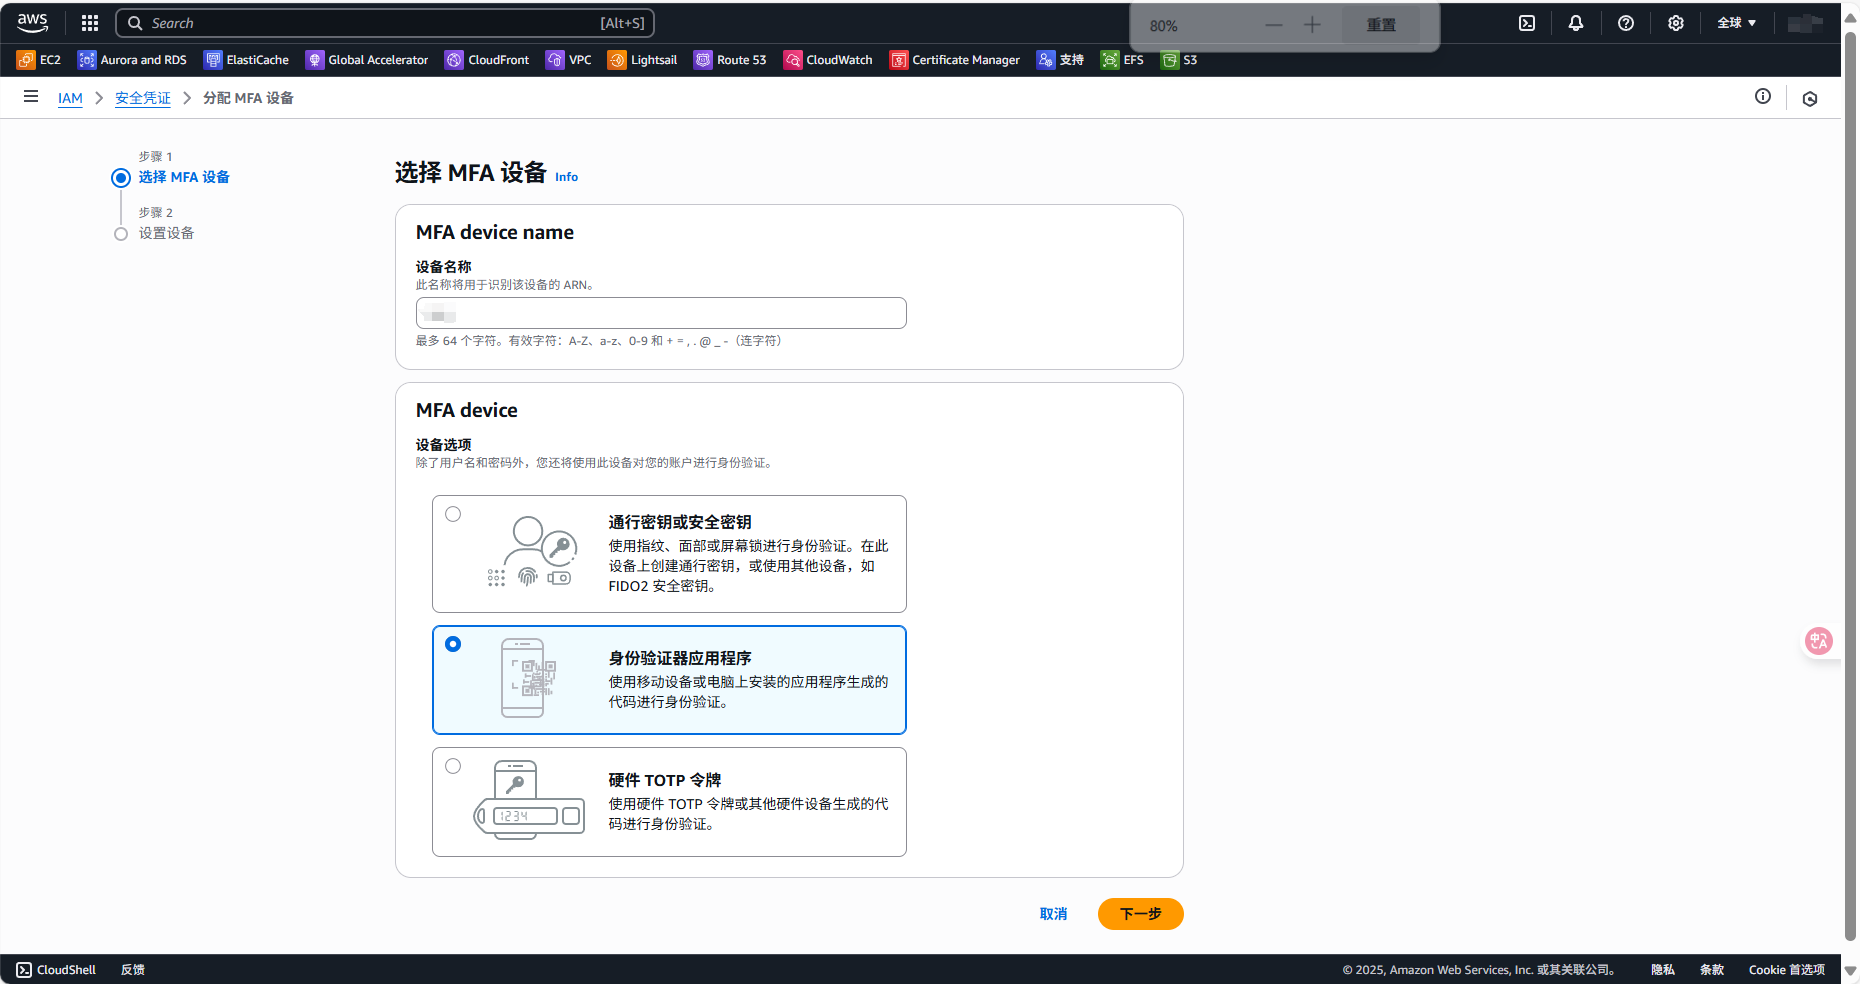 aws
Search [Alt+S]
80% 重置
全球
EC2 Aurora and RDS ElastiCache Global Accelerator CloudFront VPC Lightsail Route 53 CloudWatch Certificate Manager 支持 EFS S3
IAM 安全凭证 分配 MFA 设备
步骤 1
选择 MFA 设备
步骤 2
设置设备
选择 MFA 设备 Info
MFA device name
设备名称
此名称将用于识别该设备的 ARN。
最多 64 个字符。有效字符：A-Z、a-z、0-9 和 + = , . @ _ -（连字符）
MFA device
设备选项
除了用户名和密码外，您还将使用此设备对您的账户进行身份验证。
通行密钥或安全密钥
使用指纹、面部或屏幕锁进行身份验证。在此
设备上创建通行密钥，或使用其他设备，如
FIDO2 安全密钥。
身份验证器应用程序
使用移动设备或电脑上安装的应用程序生成的
代码进行身份验证。
1234
硬件 TOTP 令牌
使用硬件 TOTP 令牌或其他硬件设备生成的代
码进行身份验证。
取消 下一步
CloudShell 反馈 © 2025, Amazon Web Services, Inc. 或其关联公司。 隐私 条款 Cookie 首选项